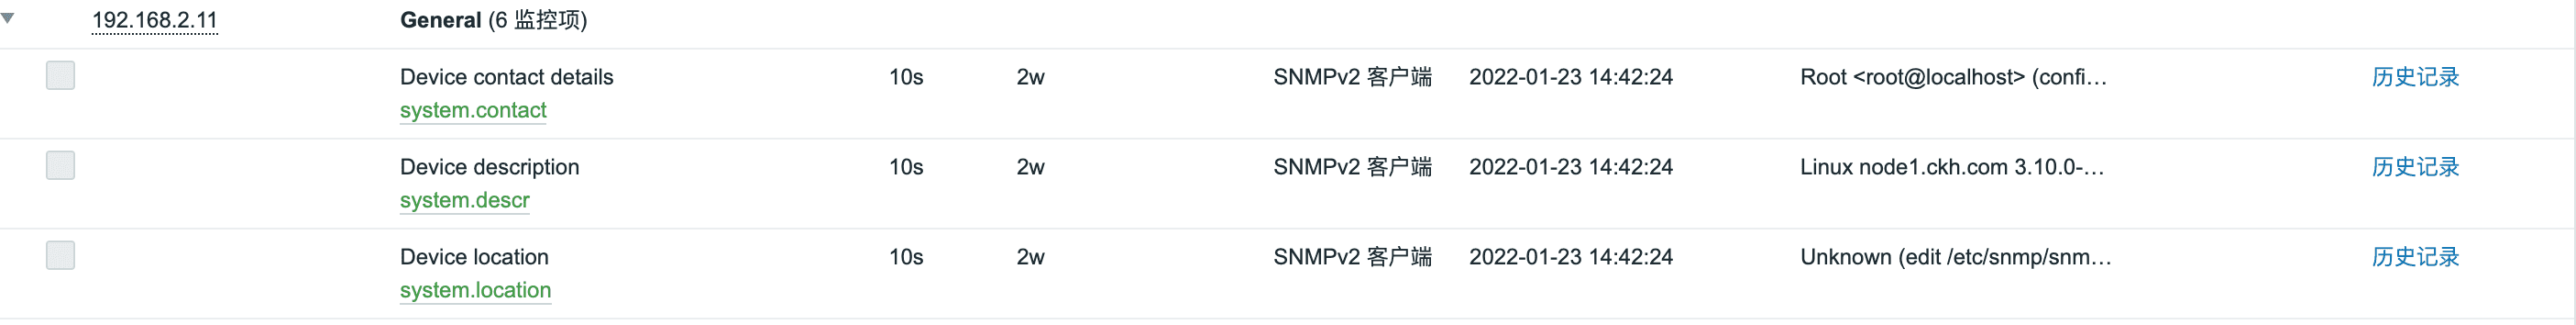 192.168.2.11 General (6 监控项)
Device contact details 10s 2w SNMPv2 客户端 2022-01-23 14:42:24 Root <root@localhost> (confi… 历史记录
system.contact
Device description 10s 2w SNMPv2 客户端 2022-01-23 14:42:24 Linux node1.ckh.com 3.10.0-… 历史记录
system.descr
Device location 10s 2w SNMPv2 客户端 2022-01-23 14:42:24 Unknown (edit /etc/snmp/snm… 历史记录
system.location